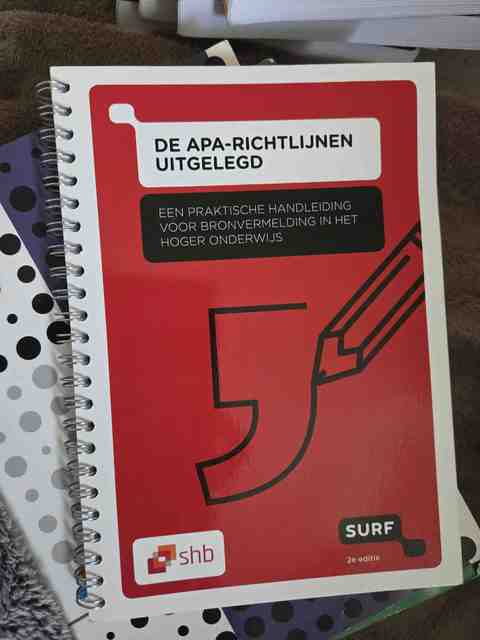 DE APA-RICHTLIJNEN
UITGELEGD
EEN PRAKTISCHE HANDLEIDING
VOOR BRONVERMELDING IN HET
HOGER ONDERWIJS
shb
SURF
2e editie